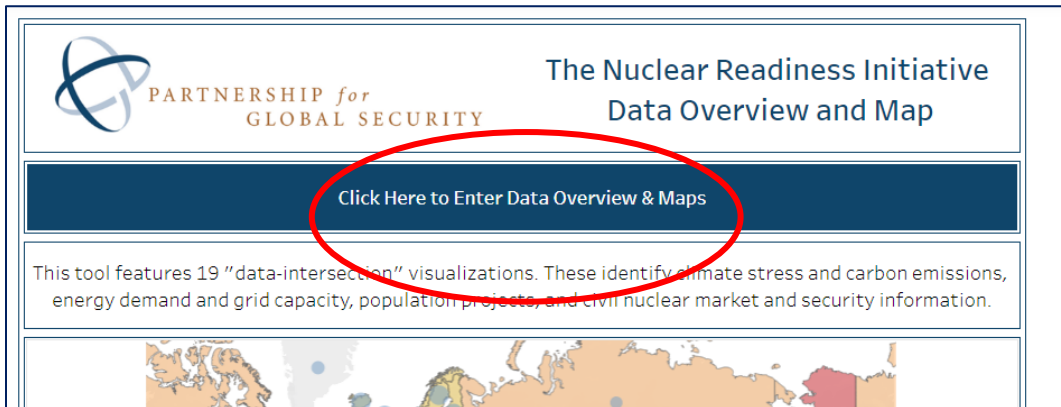 PARTNERSHIP for
GLOBAL SECURITY
The Nuclear Readiness Initiative
Data Overview and Map
Click Here to Enter Data Overview & Maps
This tool features 19 "data-intersection" visualizations. These identify climate stress and carbon emissions,
energy demand and grid capacity, population projects, and civil nuclear market and security information.